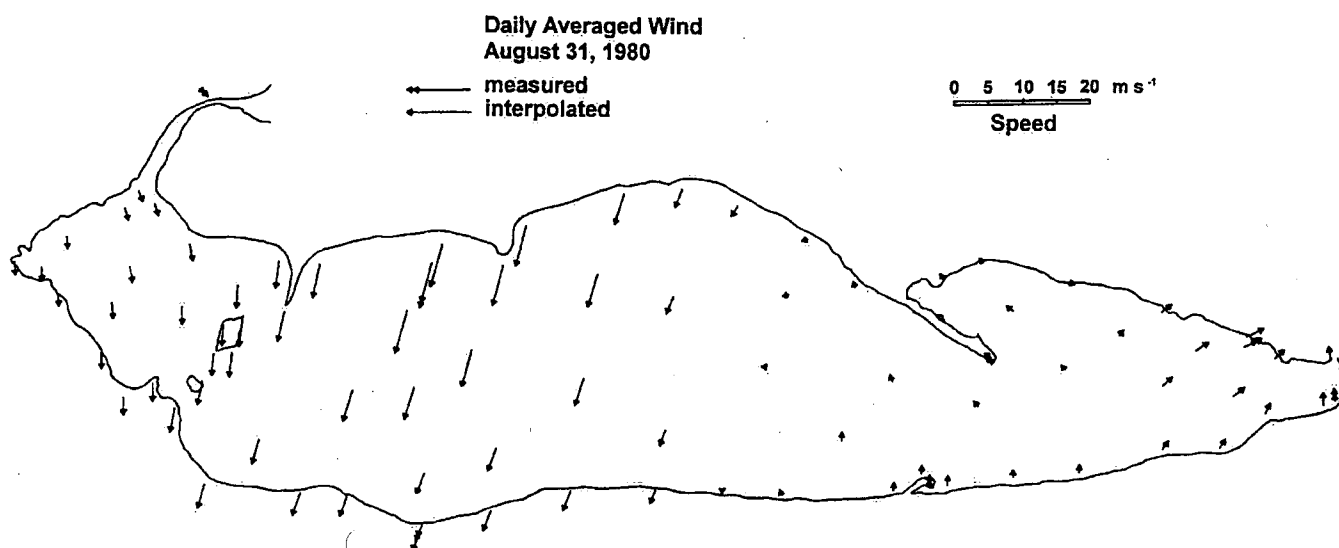 Daily Averaged Wind
August 31, 1980
measured
interpolated
0 5 10 15 20 m s⁻¹
Speed